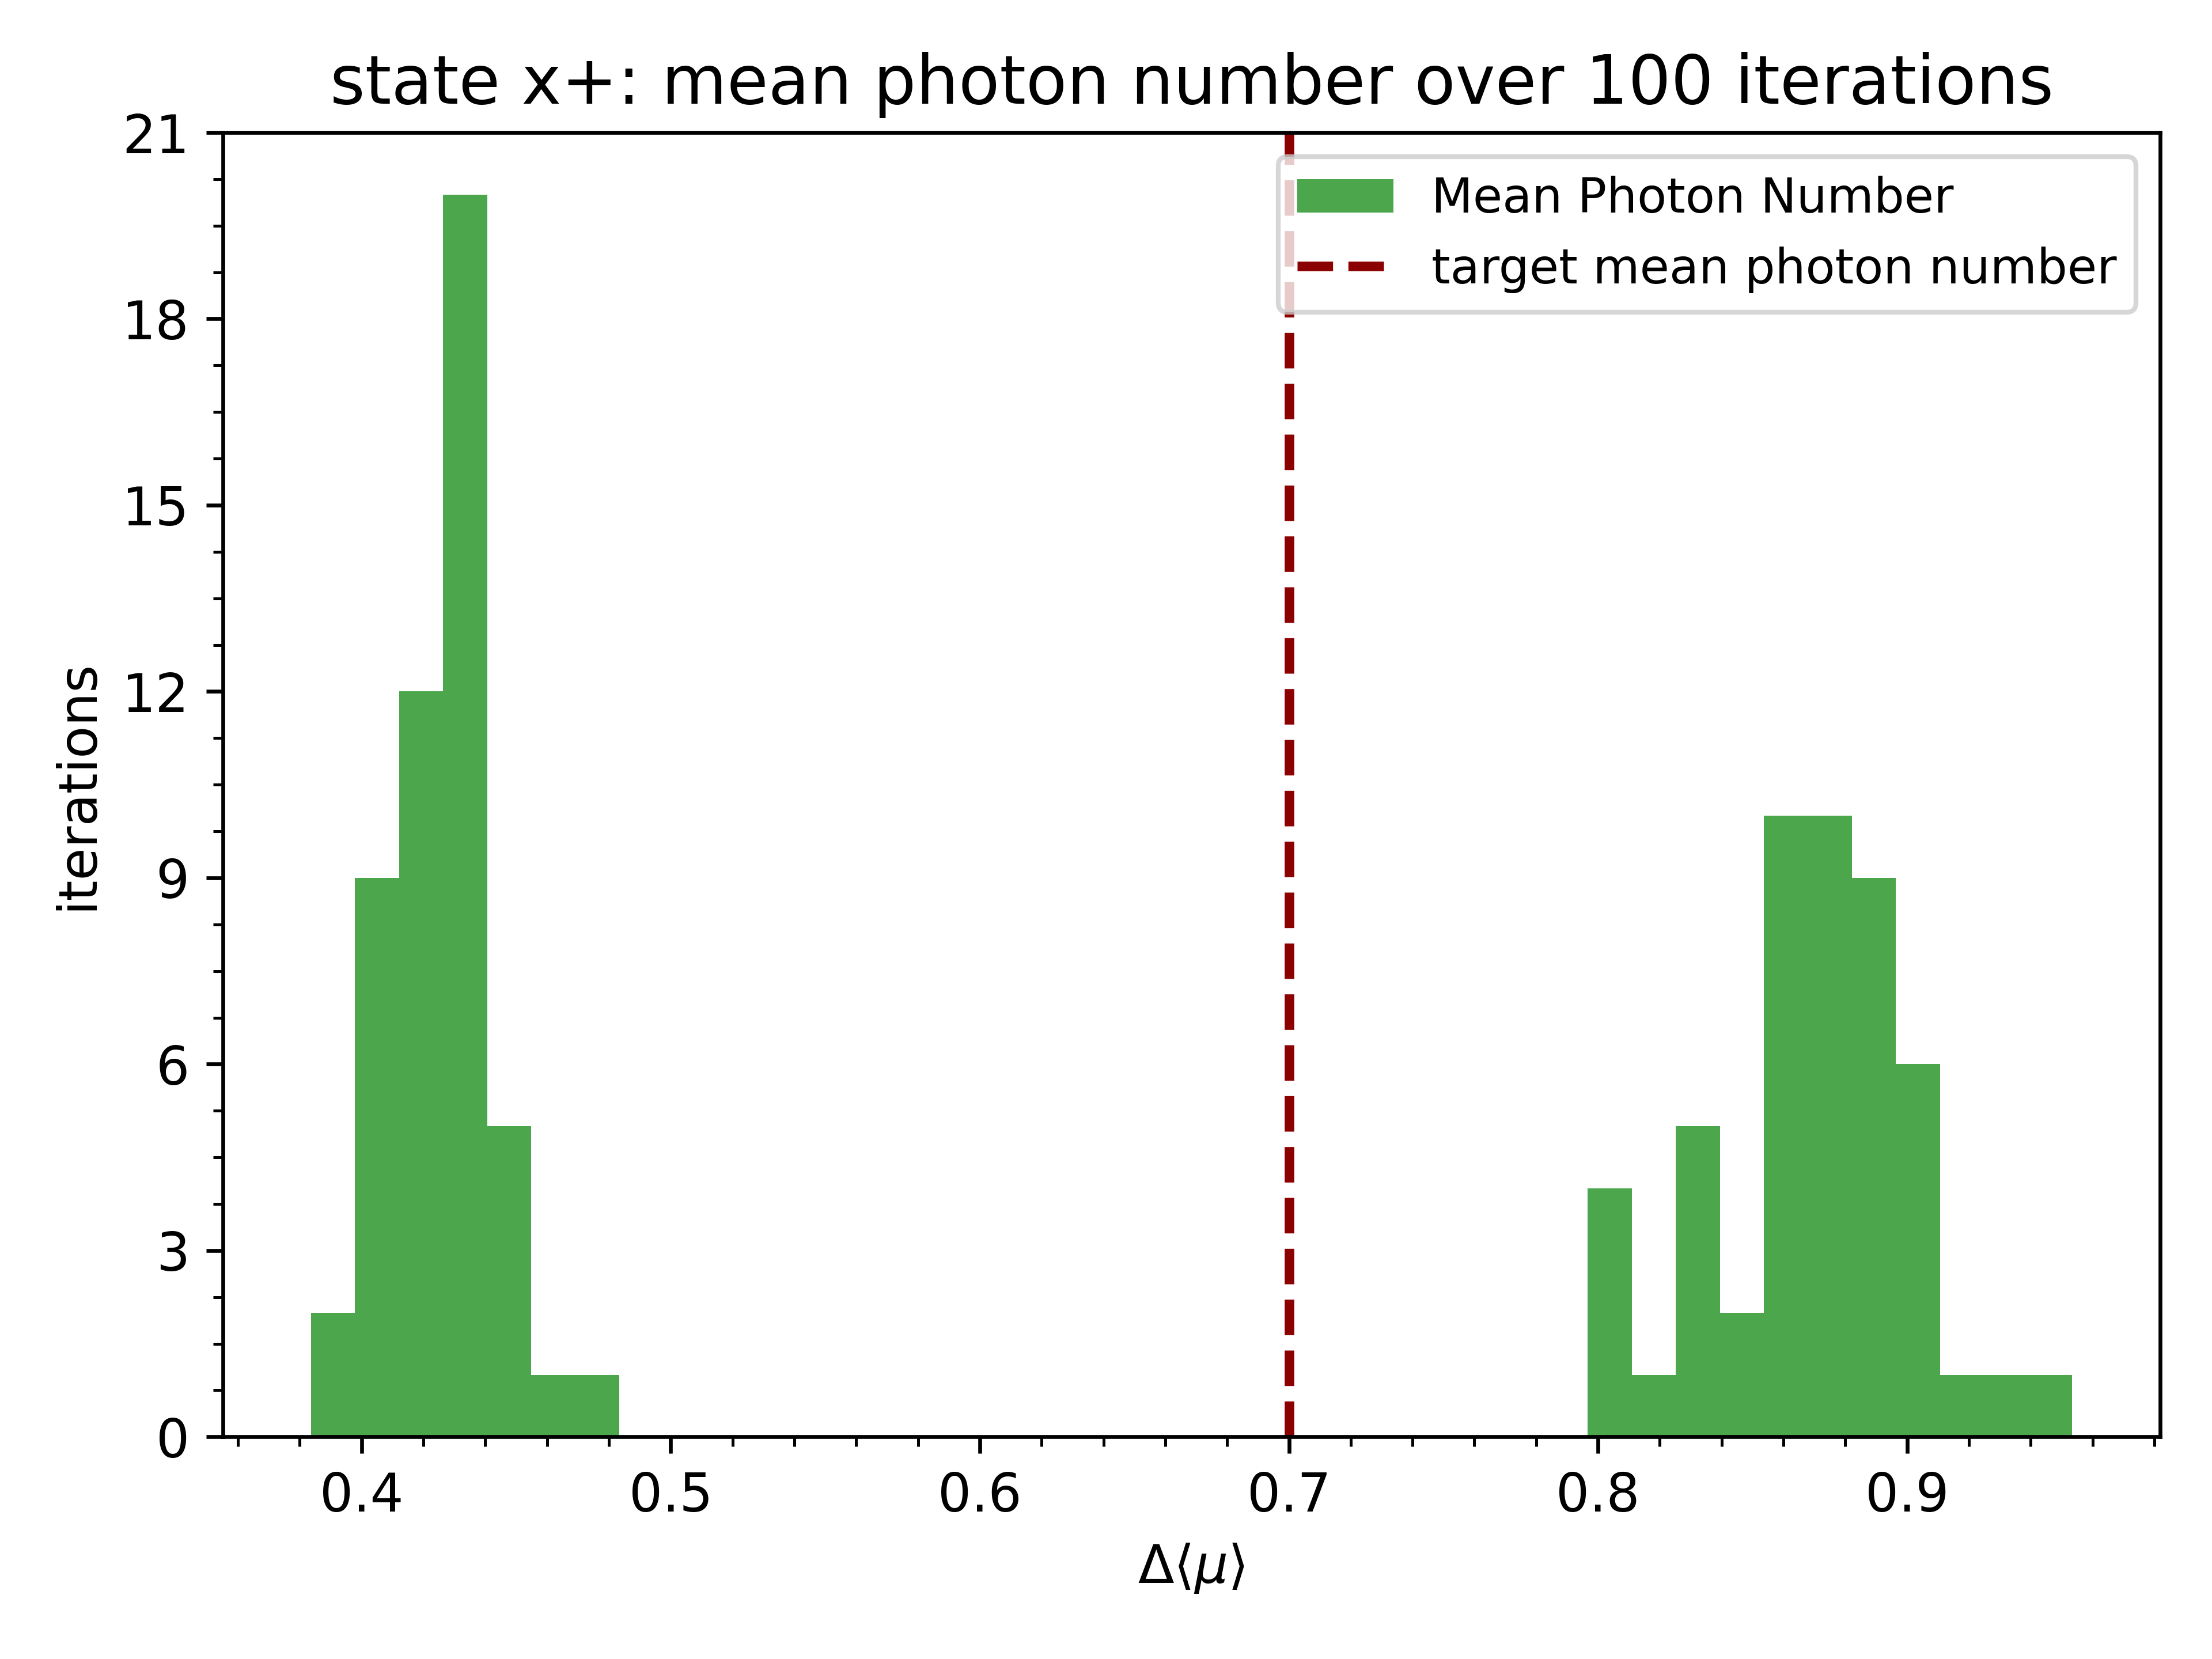 state x+: mean photon number over 100 iterations
Mean Photon Number
target mean photon number
21
18
15
12
9
6
3
0
iterations
0.4 0.5 0.6 0.7 0.8 0.9
Δ⟨μ⟩